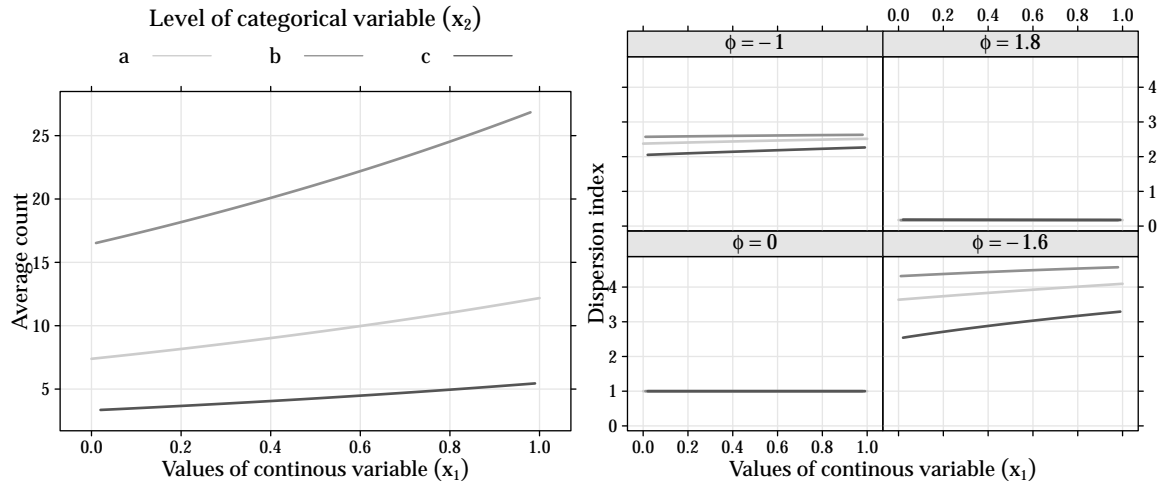 Level of categorical variable (x₂)
a b c
Average count
25
20
15
10
5
0.0 0.2 0.4 0.6 0.8 1.0
Values of continous variable (x₁)
0.0 0.2 0.4 0.6 0.8 1.0
ϕ = − 1 ϕ = 1.8
4
3
2
1
0
Dispersion index
ϕ = 0 ϕ = − 1.6
4
3
2
1
0
0.0 0.2 0.4 0.6 0.8 1.0
Values of continous variable (x₁)